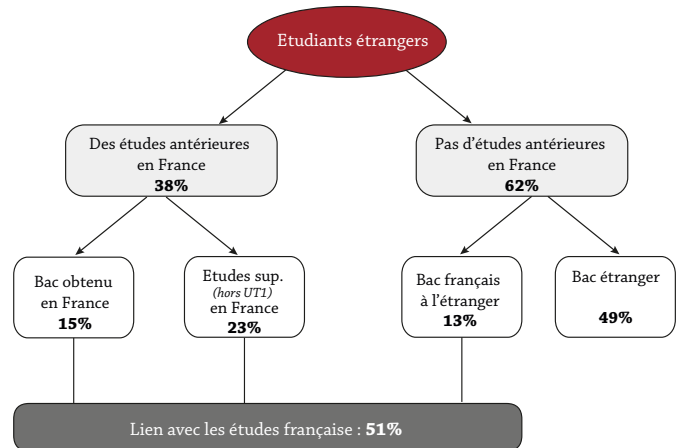 Etudiants étrangers
Des études antérieures
en France
38%
Pas d'études antérieures
en France
62%
Bac obtenu
en France
15%
Etudes sup.
(hors UT1)
en France
23%
Bac français
à l'étranger
13%
Bac étranger
49%
Lien avec les études française : 51%